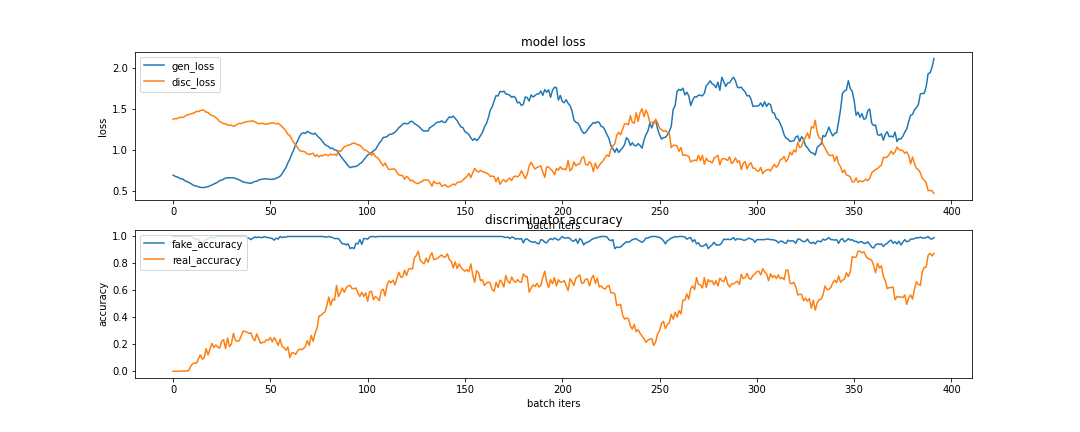 model loss
gen_loss
disc_loss
loss
2.0
1.5
1.0
0.5
0
50
100
150
200
250
300
350
400
batch iters
discriminator accuracy
fake_accuracy
real_accuracy
accuracy
1.0
0.8
0.6
0.4
0.2
0.0
0
50
100
150
200
250
300
350
400
batch iters